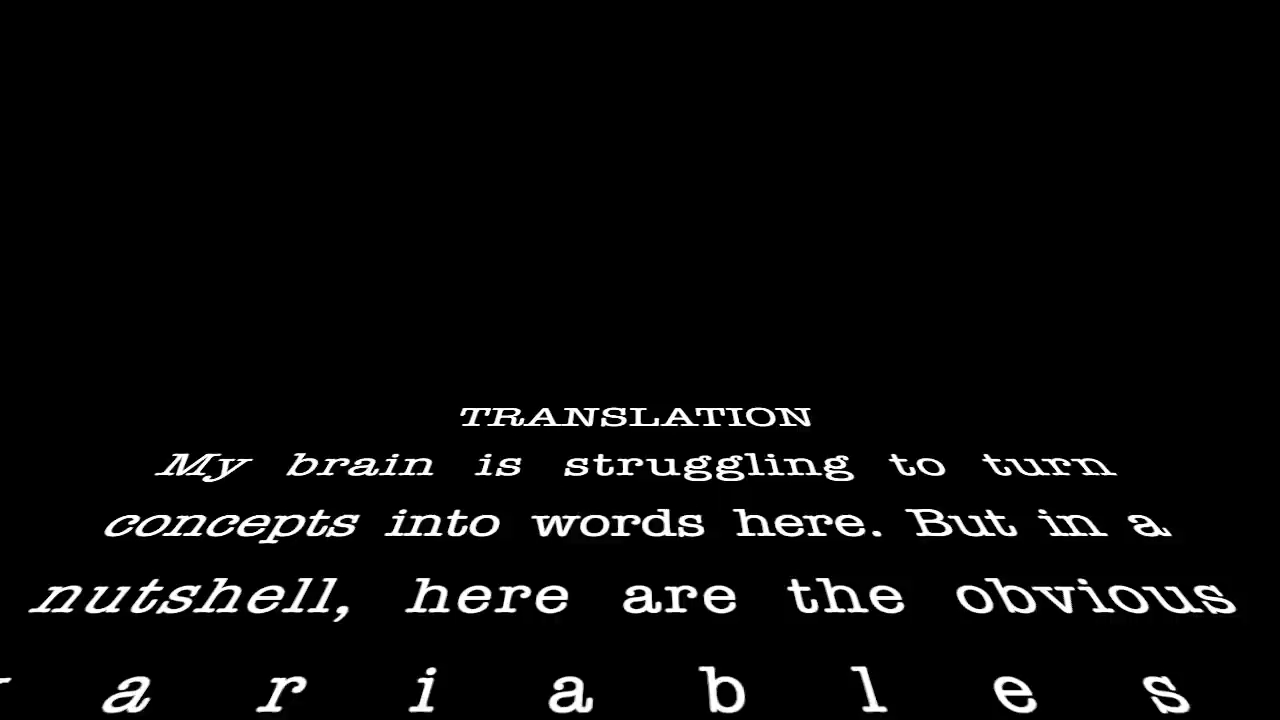 TRANSLATION
My brain is struggling to turn
concepts into words here. But in a
nutshell, here are the obvious
variables